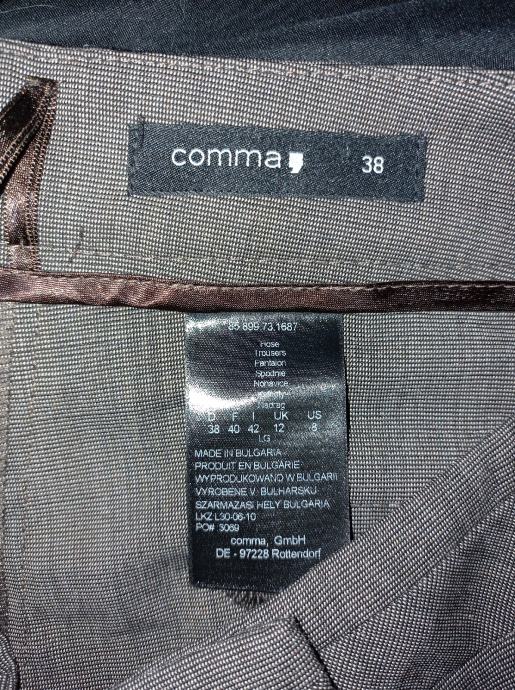 comma, 38
85.899.73.1687
Hose
Trousers
Pantalon
Spodnie
Nohavice
D F I UK US
38 40 42 12 8
LG
MADE IN BULGARIA
PRODUIT EN BULGARIE
WYPRODUKOWANO W BULGARII
VYROBENE V BULHARSKU
SZARMAZASI HELY BULGARIA
LKZ L30-06-10
PO# 3069
comma, GmbH
DE - 97228 Rottendorf